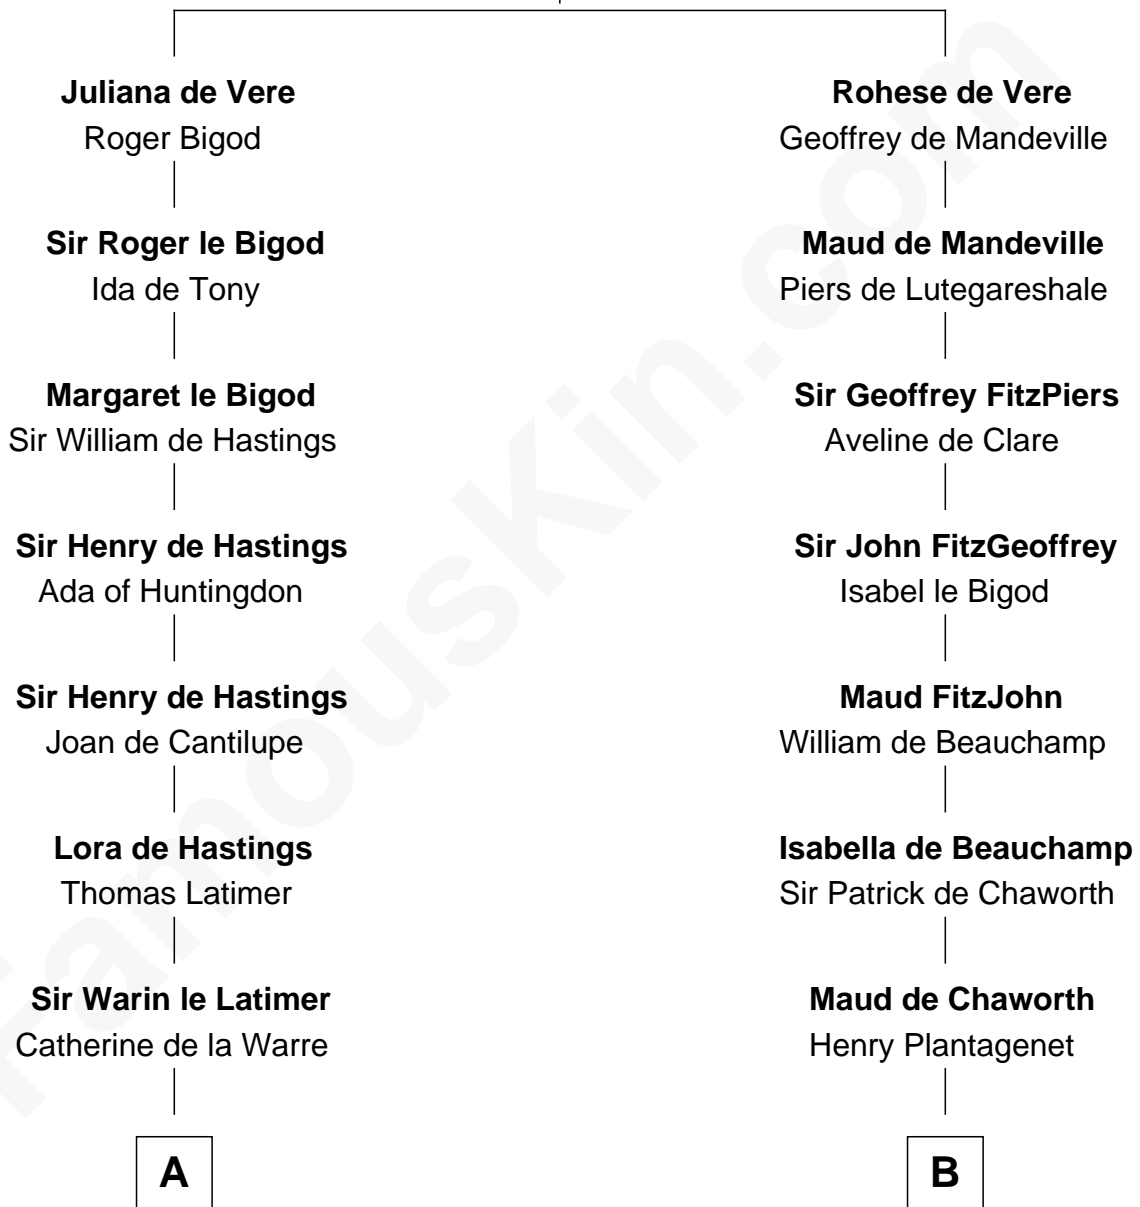 Juliana de Vere
Roger Bigod
Sir Roger le Bigod
Ida de Tony
Margaret le Bigod
Sir William de Hastings
Sir Henry de Hastings
Ada of Huntingdon
Sir Henry de Hastings
Joan de Cantilupe
Lora de Hastings
Thomas Latimer
Sir Warin le Latimer
Catherine de la Warre
A
Rohese de Vere
Geoffrey de Mandeville
Maud de Mandeville
Piers de Lutegareshale
Sir Geoffrey FitzPiers
Aveline de Clare
Sir John FitzGeoffrey
Isabel le Bigod
Maud FitzJohn
William de Beauchamp
Isabella de Beauchamp
Sir Patrick de Chaworth
Maud de Chaworth
Henry Plantagenet
B
FamousKin.com